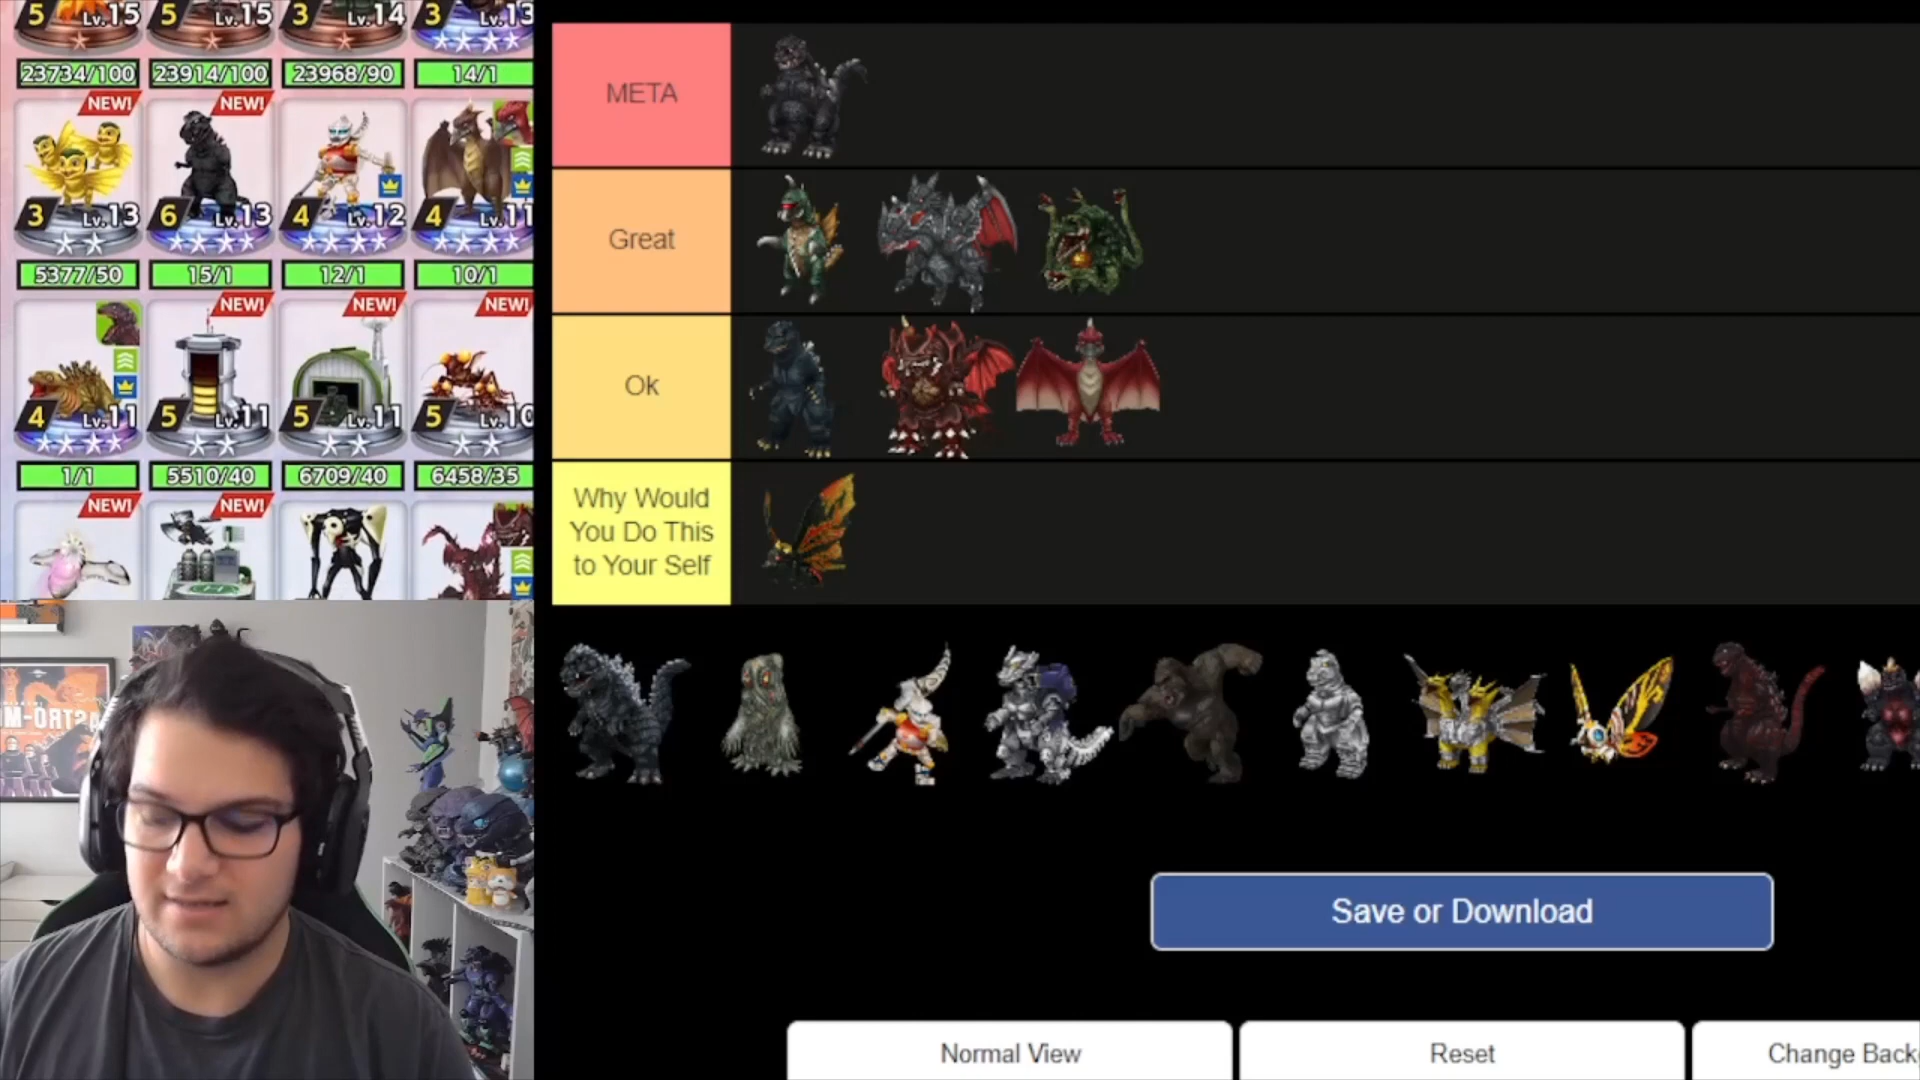 5 Lv.15 5 Lv.15 3 Lv.14 3 Lv.13
23734/100 23914/100 23968/90 14/1
NEW! NEW!
3 Lv.13 6 Lv.13 4 Lv.12 4 Lv.11
5377/50 15/1 12/1 10/1
NEW! NEW! NEW!
4 Lv.11 5 Lv.11 5 Lv.11 5 Lv.10
1/1 5510/40 6709/40 6458/35
NEW! NEW!
META
Great
Ok
Why Would
You Do This
to Your Self
Save or Download
Normal View
Reset
Change Back